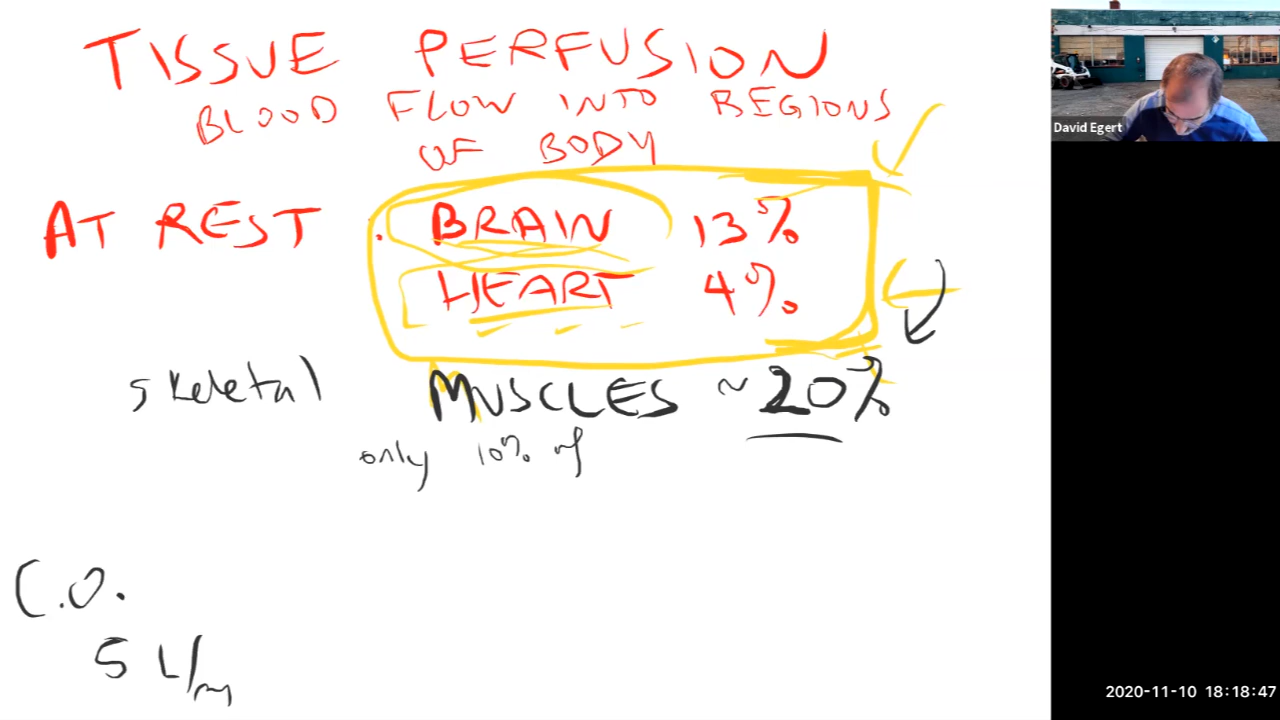 TISSUE PERFUSION
BLOOD FLOW INTO REGIONS
OF BODY
AT REST . BRAIN 13%
HEART 4%
skeletal MUSCLES ~ 20%
only 10% of
C.O.
5 L/m
David Egert
2020-11-10 18:18:47